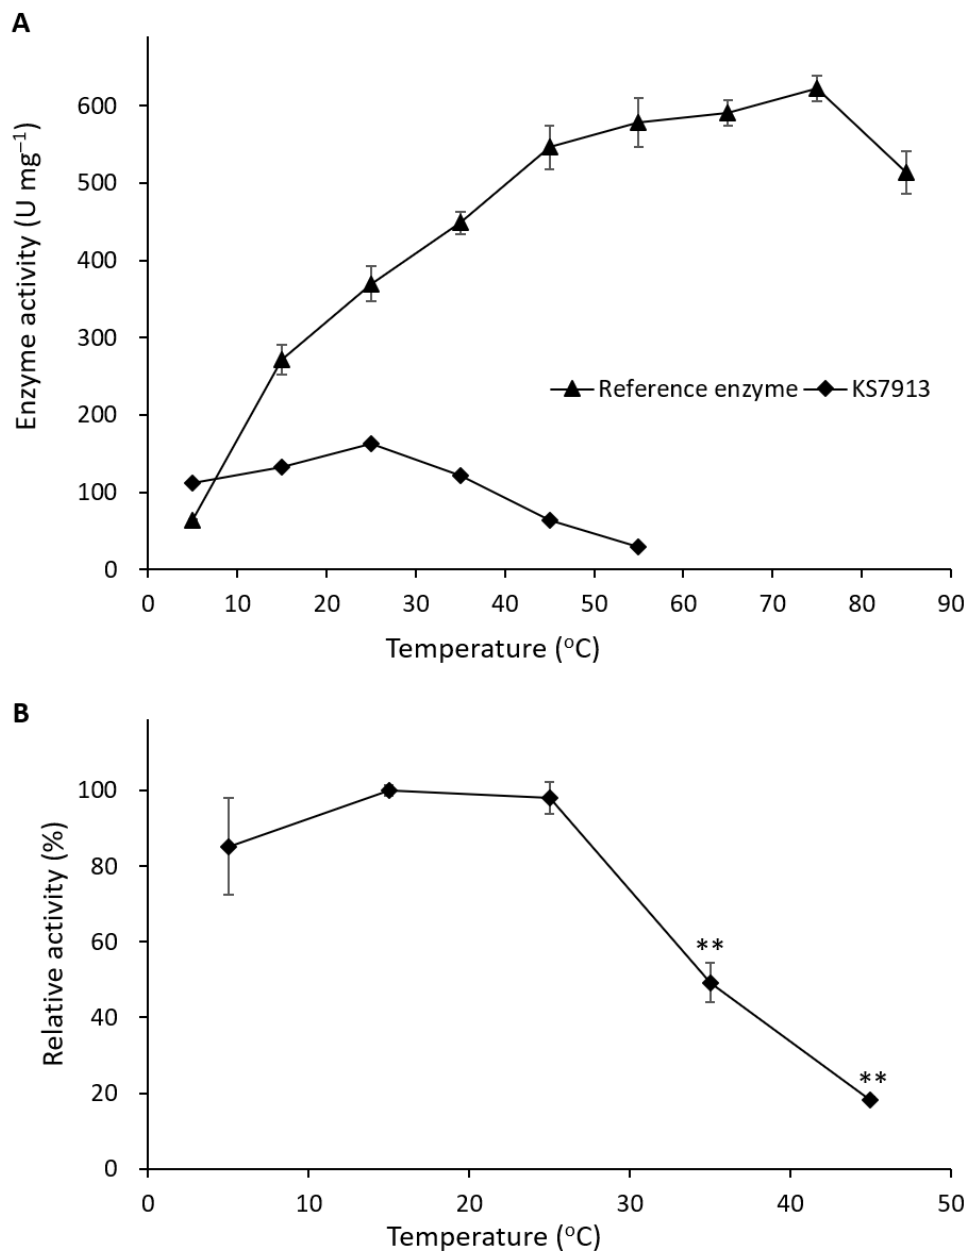 A
600
500
400
300
200
100
0
Enzyme activity (U mg⁻¹)
Reference enzyme KS7913
0 10 20 30 40 50 60 70 80 90
Temperature (°C)
B
100
80
60
40
20
0
Relative activity (%)
**
**
0 10 20 30 40 50
Temperature (°C)